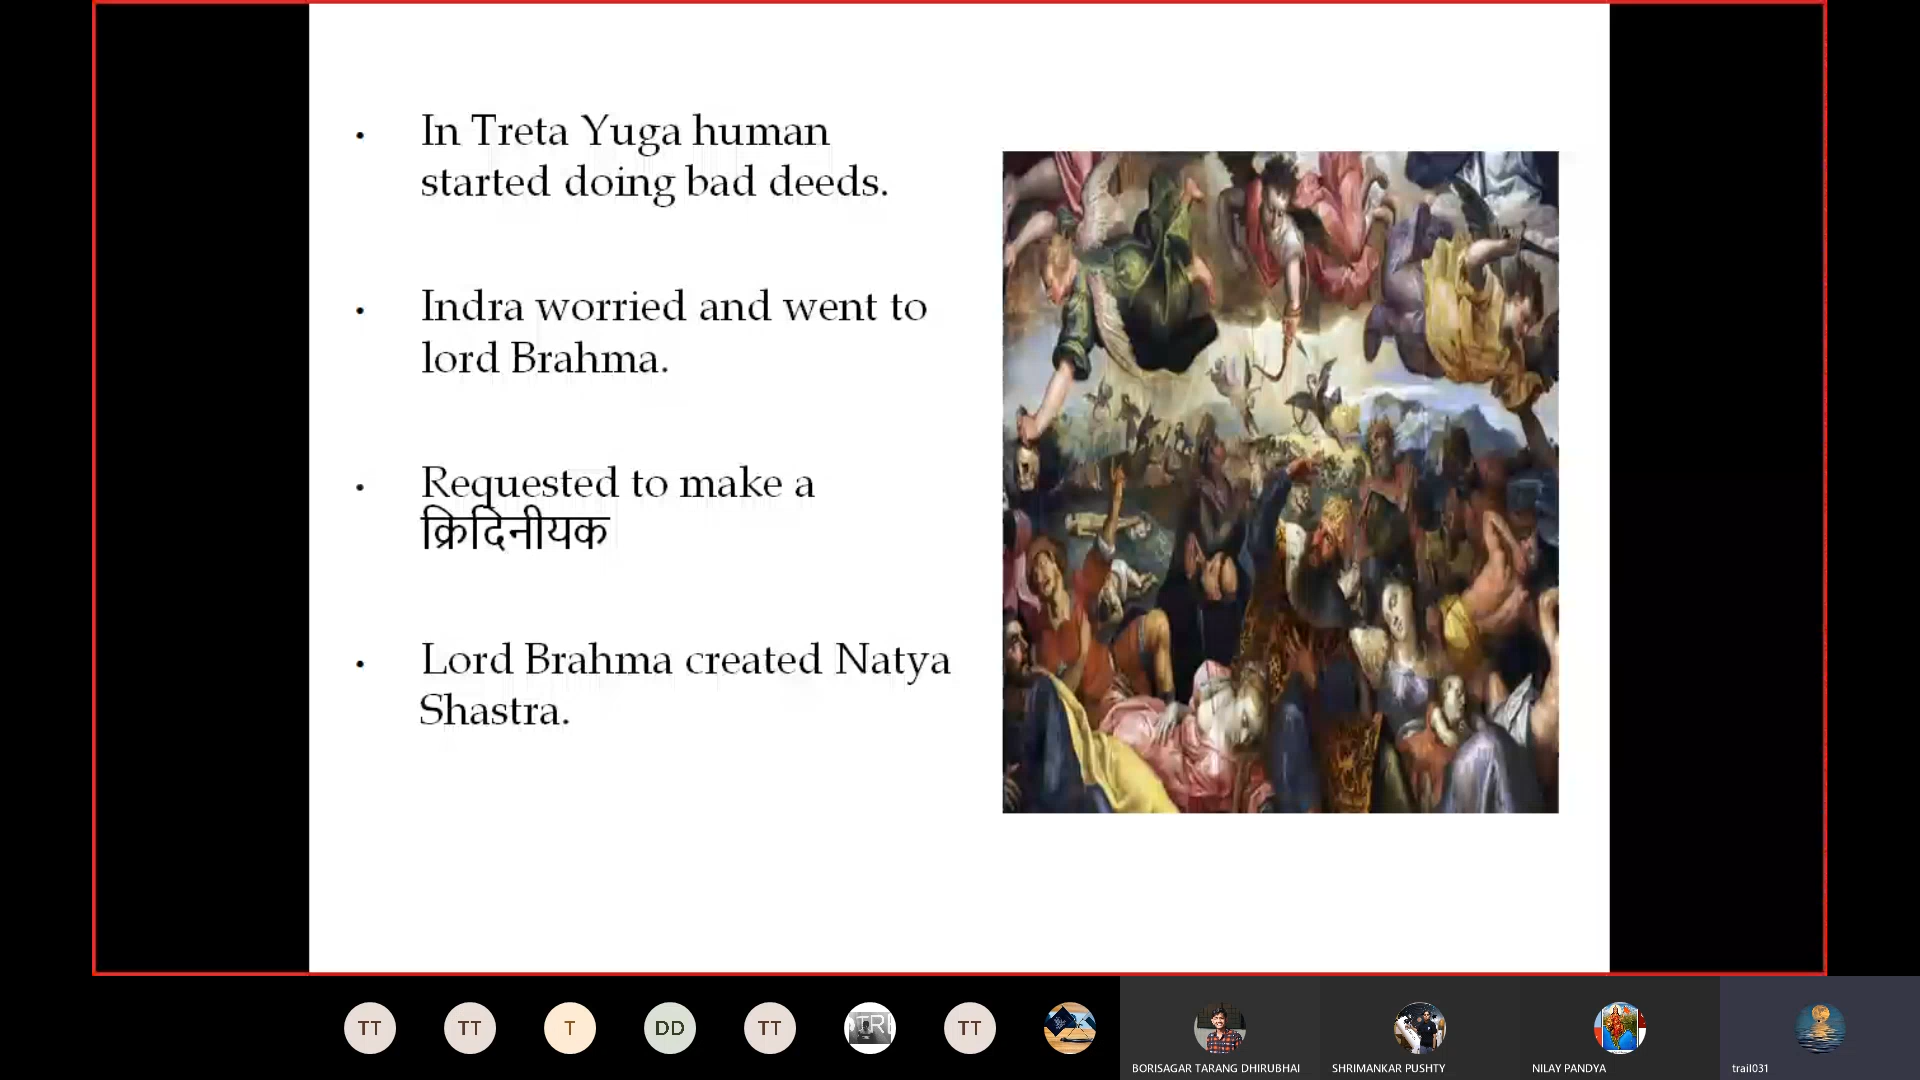 • In Treta Yuga human
started doing bad deeds.
• Indra worried and went to
lord Brahma.
• Requested to make a
क्रिदिनीयक
• Lord Brahma created Natya
Shastra.
TT TT T DD TT TT
BORISAGAR TARANG DHIRUBHAI SHRIMANKAR PUSHTY NILAY PANDYA trail031